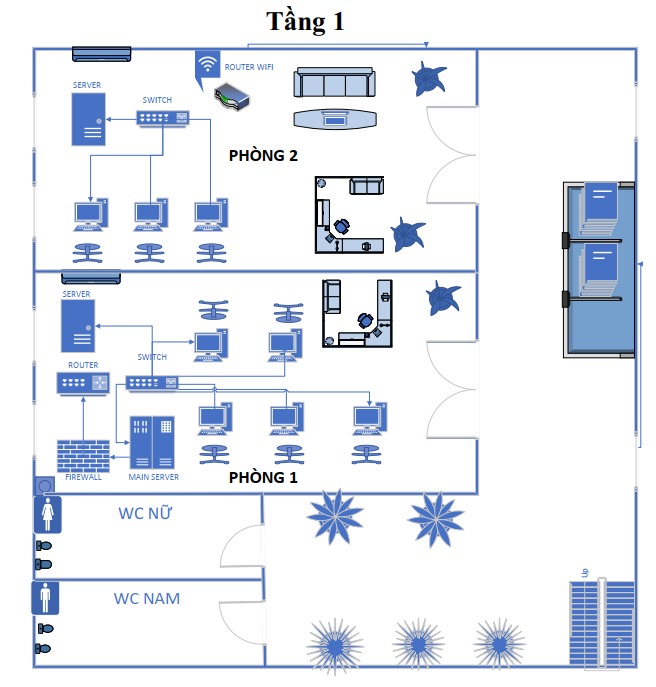 Tầng 1
ROUTER WIFI
SERVER
SWITCH
PHÒNG 2
SERVER
ROUTER
SWITCH
FIREWALL
MAIN SERVER
PHÒNG 1
WC NỮ
WC NAM
Up